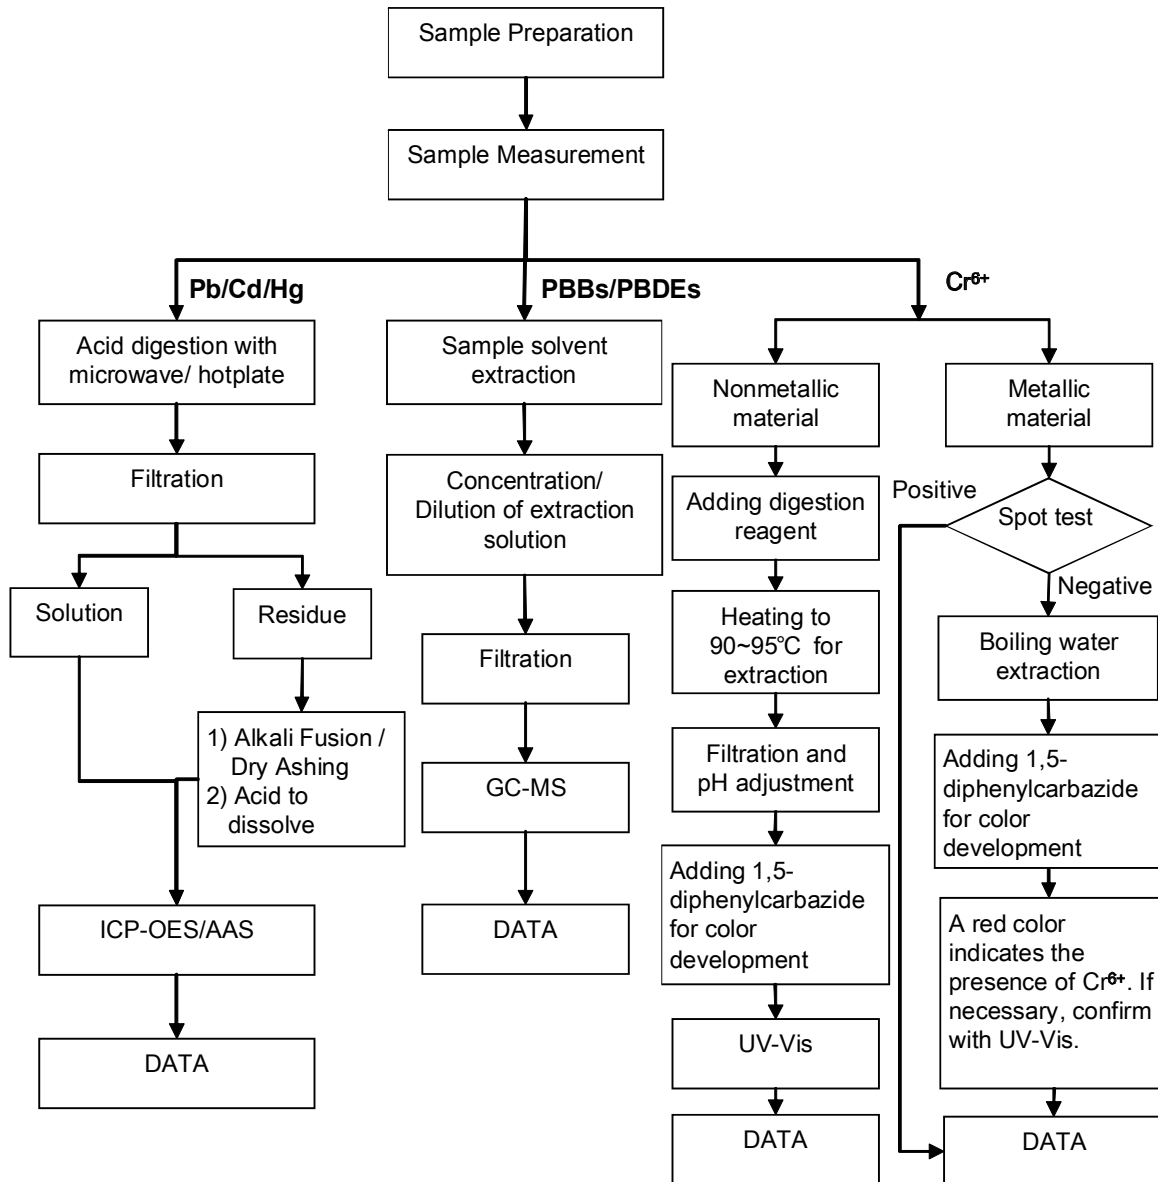 Sample Preparation
Sample Measurement
Pb/Cd/Hg
Acid digestion with
microwave/ hotplate
Filtration
Solution
Residue
1) Alkali Fusion /
Dry Ashing
2) Acid to
dissolve
ICP-OES/AAS
DATA
PBBs/PBDEs
Sample solvent
extraction
Concentration/
Dilution of extraction
solution
Filtration
GC-MS
DATA
Cr⁶⁺
Nonmetallic
material
Adding digestion
reagent
Heating to
90~95℃ for
extraction
Filtration and
pH adjustment
Adding 1,5-
diphenylcarbazide
for color
development
UV-Vis
DATA
Metallic
material
Spot test
Positive
Negative
Boiling water
extraction
Adding 1,5-
diphenylcarbazide
for color
development
A red color
indicates the
presence of Cr⁶⁺. If
necessary, confirm
with UV-Vis.
DATA